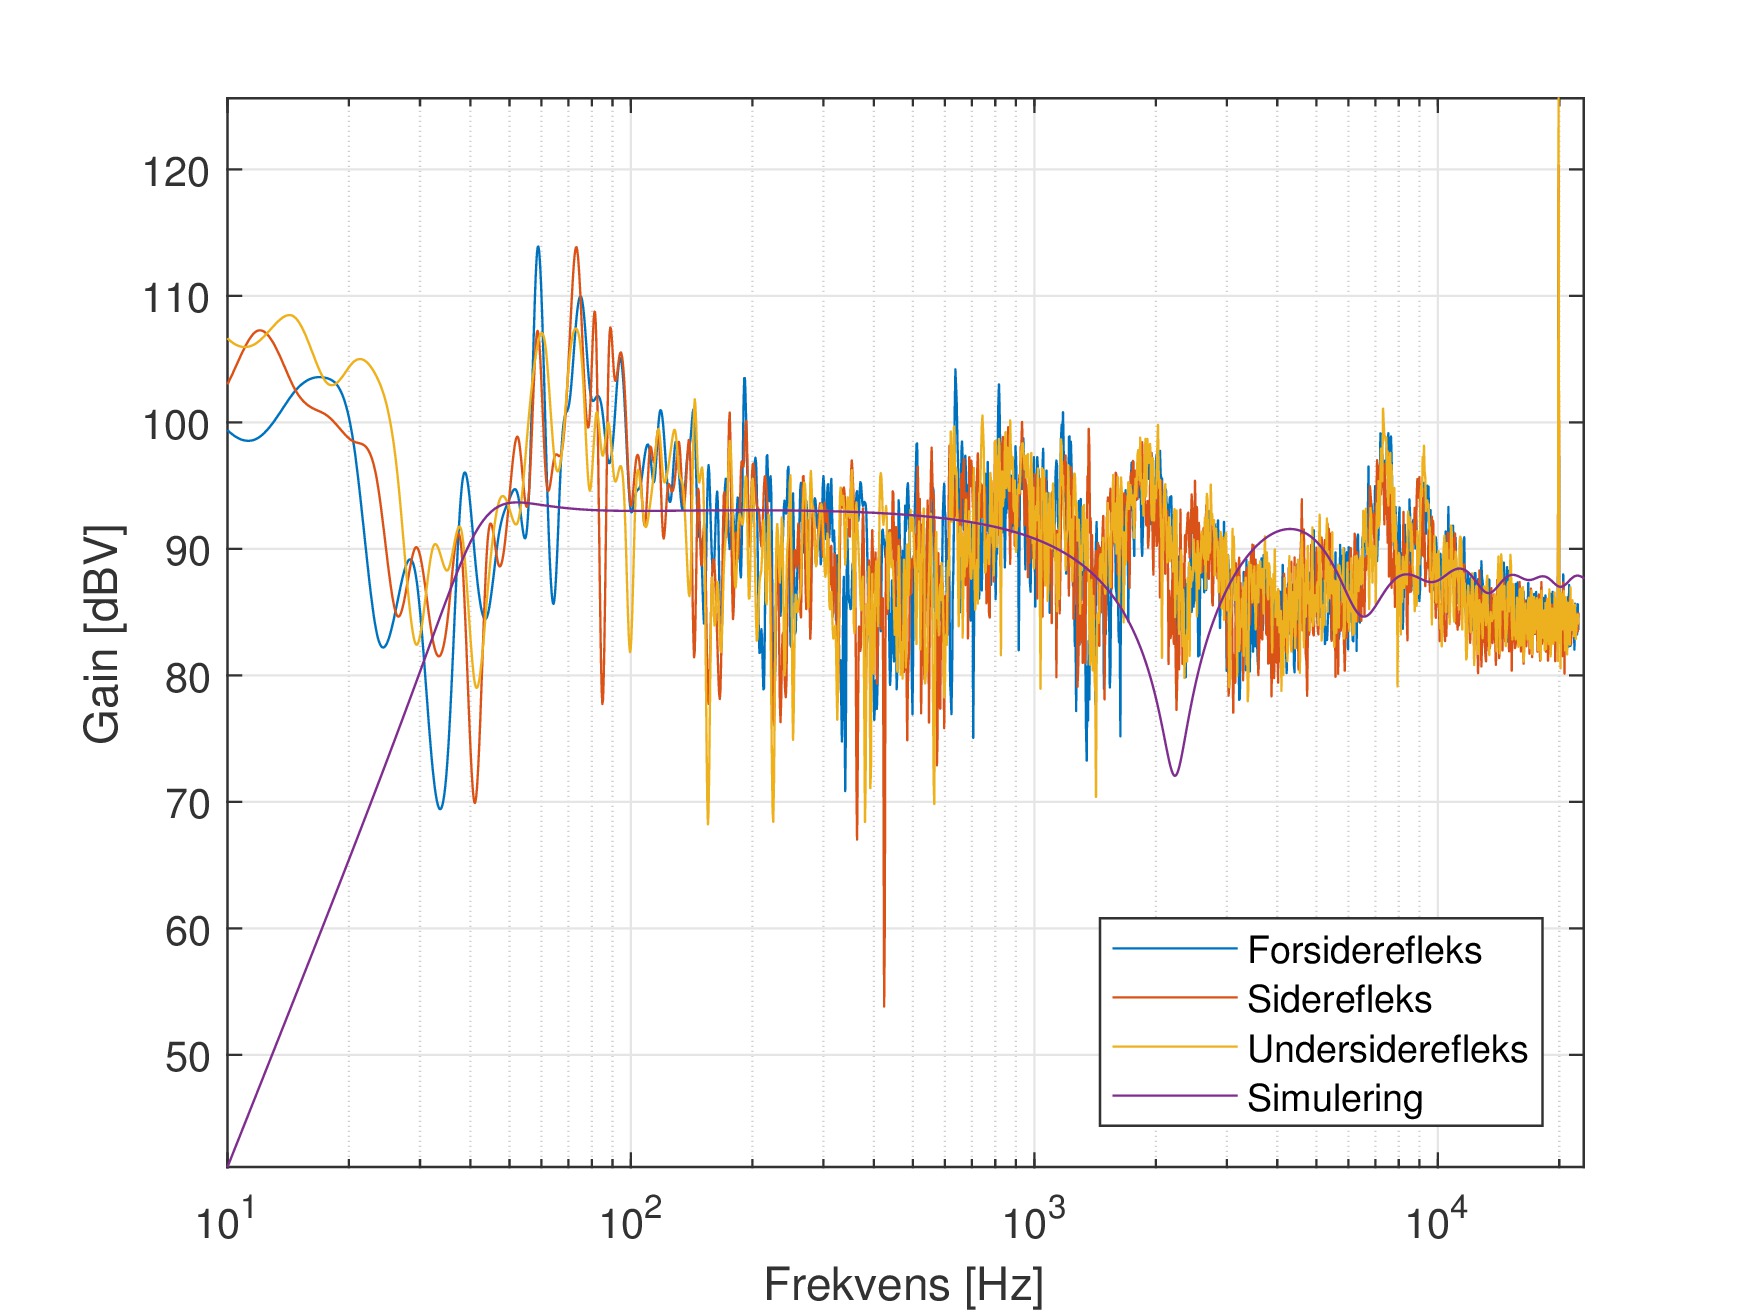 Gain [dBV]
120
110
100
90
80
70
60
50
Forsiderefleks
Siderefleks
Undersiderefleks
Simulering
10^1
10^2
10^3
10^4
Frekvens [Hz]